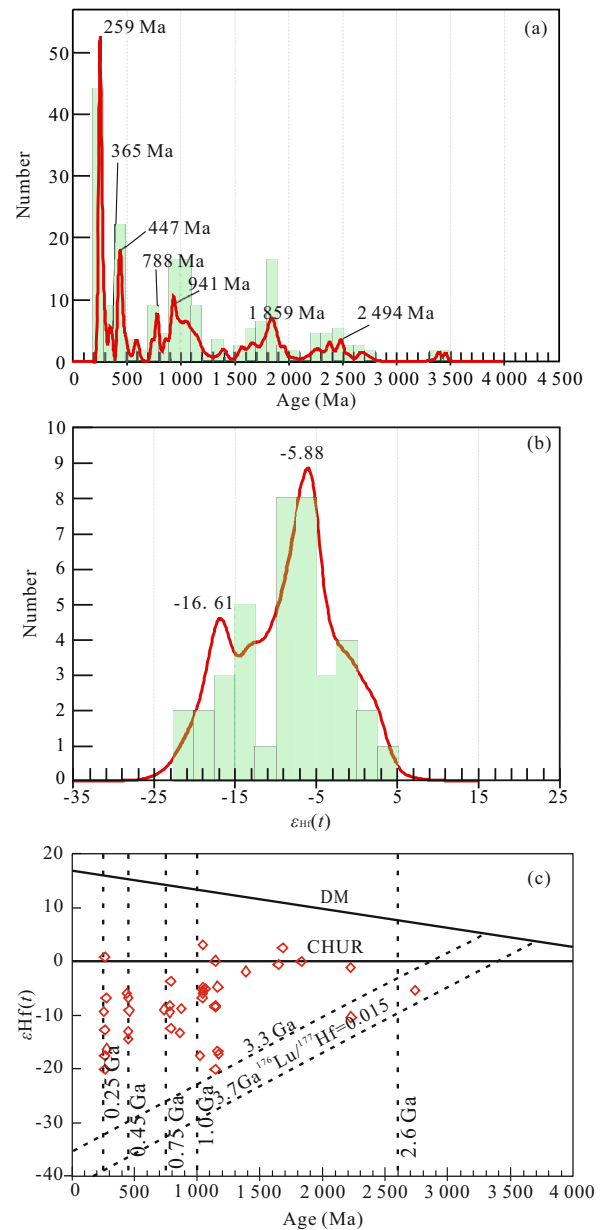 (a)
259 Ma
365 Ma
447 Ma
788 Ma
941 Ma
1 859 Ma
2 494 Ma
Number
50
40
30
20
10
0
0 500 1 000 1 500 2 000 2 500 3 000 3 500 4 000 4 500
Age (Ma)
(b)
-5.88
-16. 61
Number
10
9
8
7
6
5
4
3
2
1
0
-35 -25 -15 -5 5 15 25
εHf(t)
(c)
DM
CHUR
3.3 Ga
3.7Ga ¹⁷⁶Lu/¹⁷⁷Hf=0.015
0.25 Ga
0.45 Ga
0.75 Ga
1.0 Ga
2.6 Ga
εHf(t)
20
10
0
-10
-20
-30
-40
0 500 1 000 1 500 2 000 2 500 3 000 3 500 4 000
Age (Ma)